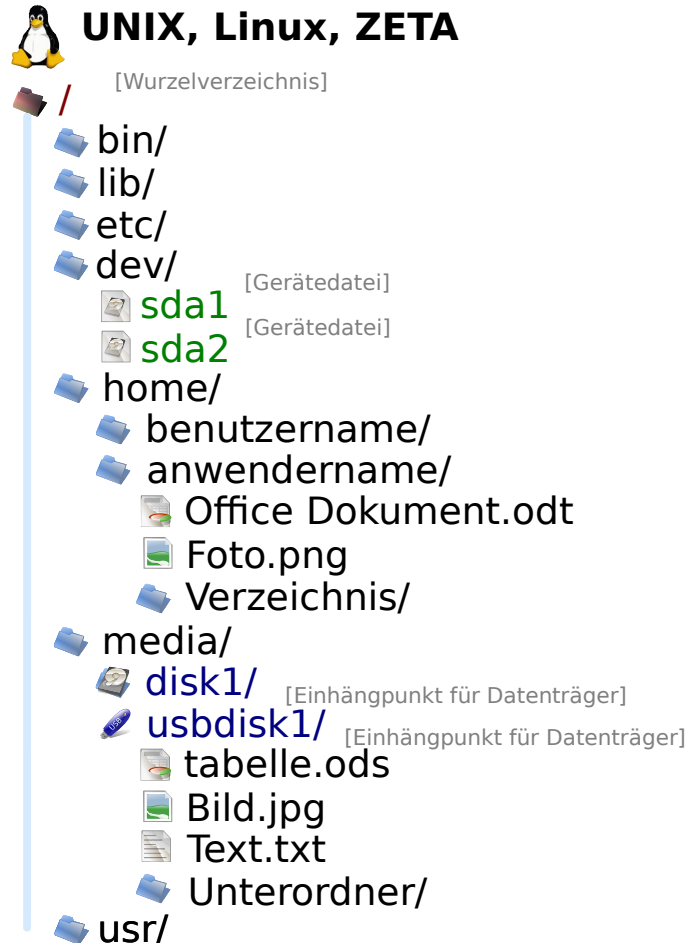 UNIX, Linux, ZETA
[Wurzelverzeichnis]
/
bin/
lib/
etc/
dev/
sda1 [Gerätedatei]
sda2 [Gerätedatei]
home/
benutzername/
anwendername/
Office Dokument.odt
Foto.png
Verzeichnis/
media/
disk1/ [Einhängpunkt für Datenträger]
USB usbdisk1/ [Einhängpunkt für Datenträger]
tabelle.ods
Bild.jpg
Text.txt
Unterordner/
usr/